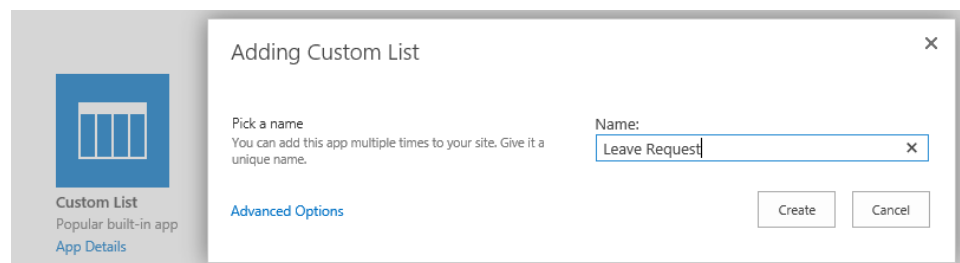 Adding Custom List
Pick a name
You can add this app multiple times to your site. Give it a
unique name.
Name:
Leave Request
Advanced Options
Create
Cancel
Custom List
Popular built-in app
App Details